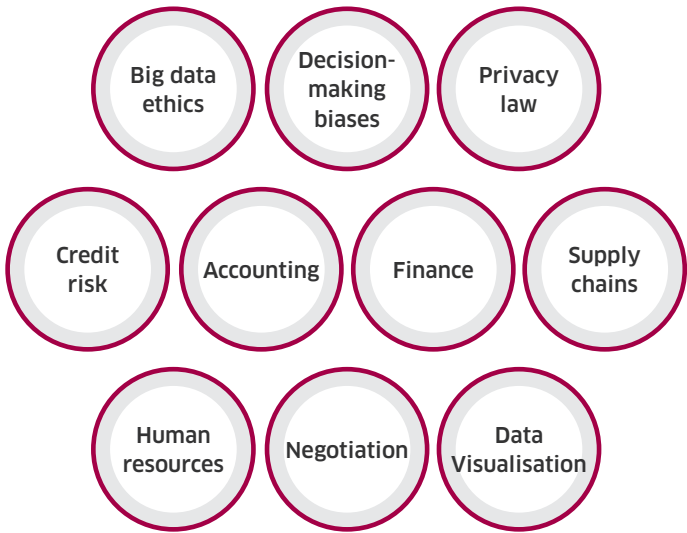 Big data
ethics
Decision-
making
biases
Privacy
law
Credit
risk
Accounting
Finance
Supply
chains
Human
resources
Negotiation
Data
Visualisation